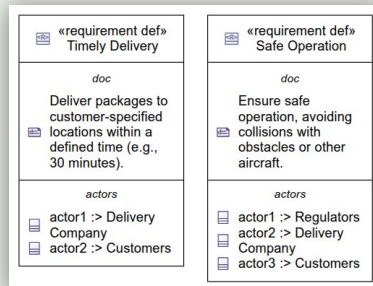 «requirement def»
Timely Delivery
doc
Deliver packages to
customer-specified
locations within a
defined time (e.g.,
30 minutes).
actors
actor1 :> Delivery
Company
actor2 :> Customers
«requirement def»
Safe Operation
doc
Ensure safe
operation, avoiding
collisions with
obstacles or other
aircraft.
actors
actor1 :> Regulators
actor2 :> Delivery
Company
actor3 :> Customers